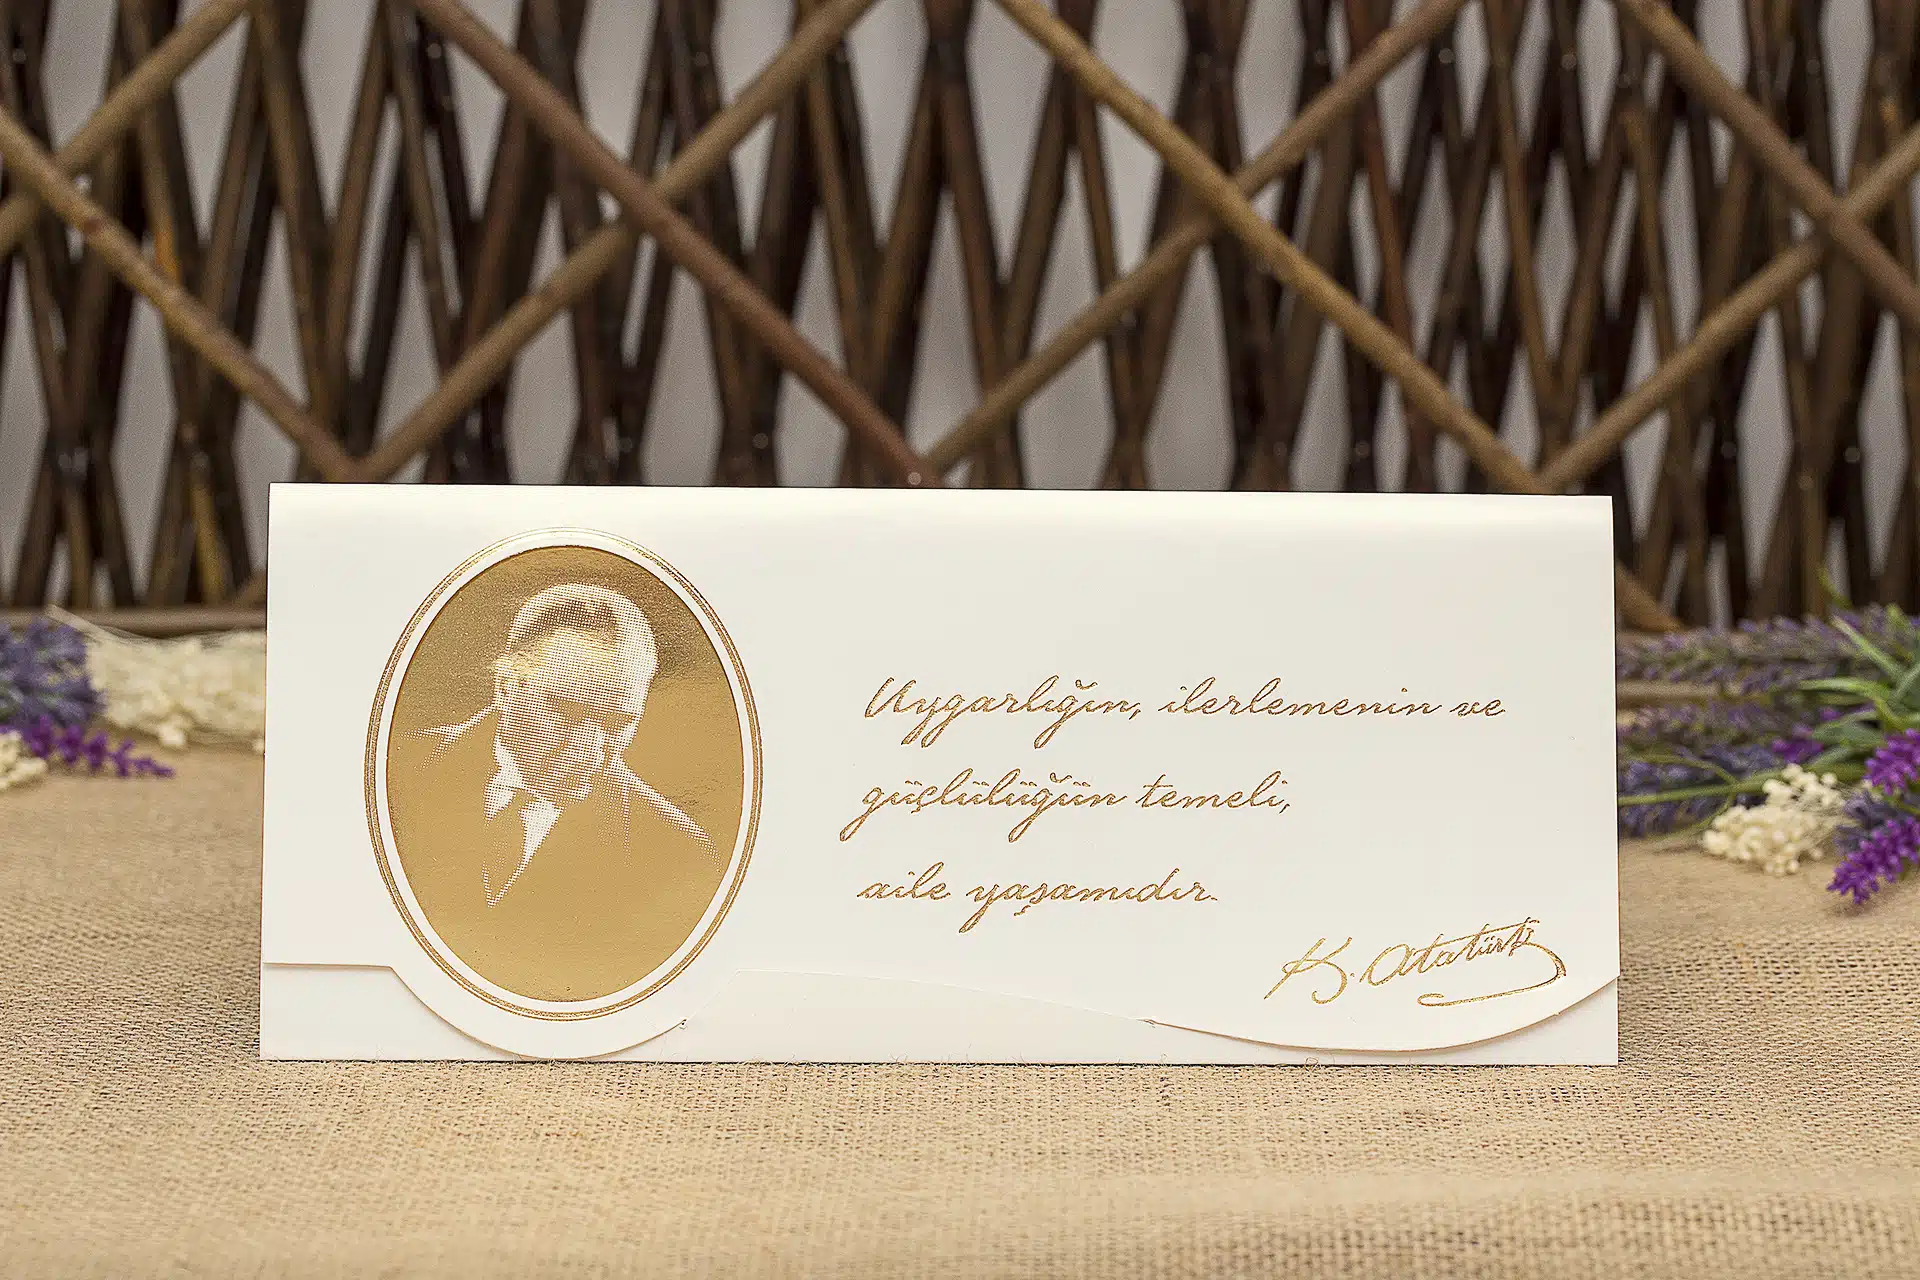 Uygarlığın, ilerlemenin ve
güçlülüğün temeli,
aile yaşamıdır.
K. Atatürk